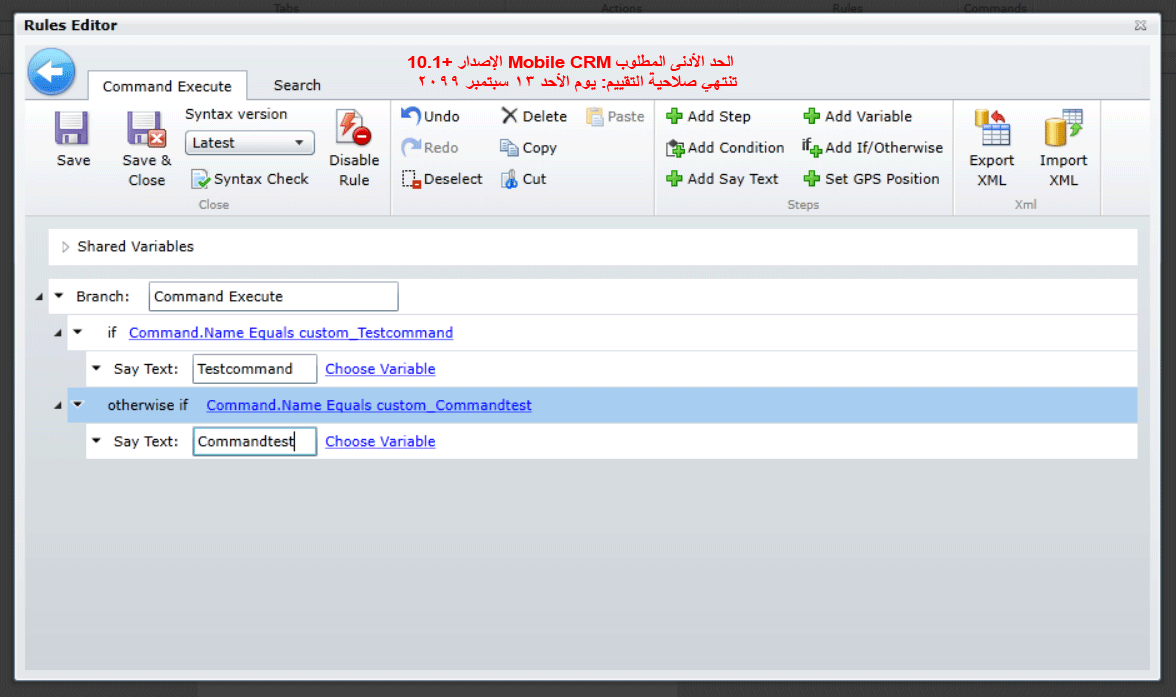 Tabs Actions Rules Commands
Rules Editor
الحد الأدنى المطلوب Mobile CRM الإصدار 10.1+
تنتهي صلاحية التقييم: يوم الأحد ١٣ سبتمبر ٢٠٩٩
Command Execute Search
Save
Save & Close
Syntax version
Latest
Syntax Check
Disable Rule
Close
Undo Delete Paste
Redo Copy
Deselect Cut
Add Step Add Variable
Add Condition Add If/Otherwise
Add Say Text Set GPS Position
Steps
Export XML
Import XML
Xml
Shared Variables
Branch: Command Execute
if Command.Name Equals custom_Testcommand
Say Text: Testcommand Choose Variable
otherwise if Command.Name Equals custom_Commandtest
Say Text: Commandtest Choose Variable